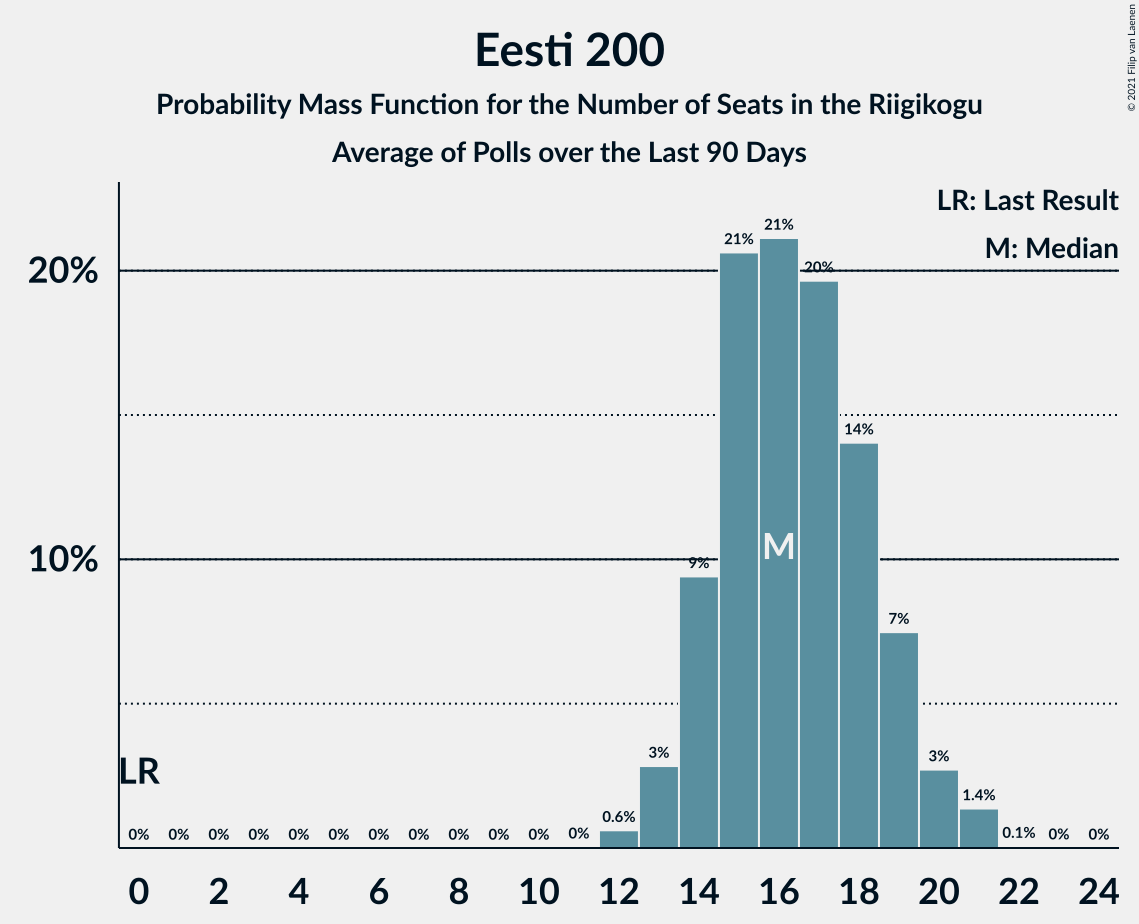 Eesti 200
Probability Mass Function for the Number of Seats in the Riigikogu
Average of Polls over the Last 90 Days
© 2021 Filip van Laenen
LR: Last Result
M: Median
20%
10%
21%
21%
20%
14%
9%
7%
3%
3%
1.4%
0.6%
0.1%
M
LR
0% 0% 0% 0% 0% 0% 0% 0% 0% 0% 0% 0% 0% 0%
0 2 4 6 8 10 12 14 16 18 20 22 24